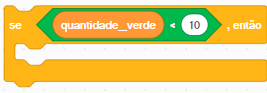 se quantidade_verde < 10 , então